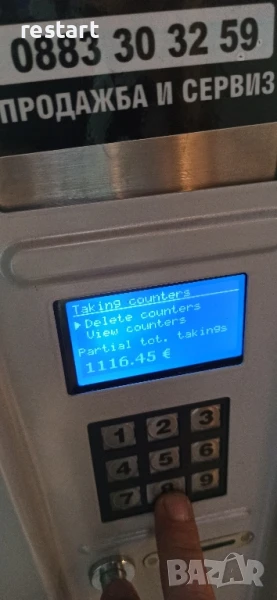 restart
0883 30 32 59
ПРОДАЖБА И СЕРВИЗ
Taking counters
Delete counters
View counters
Partial tot. takings
1116.45 €
1 2 3
4 5 6
7 8 9
BAZAR